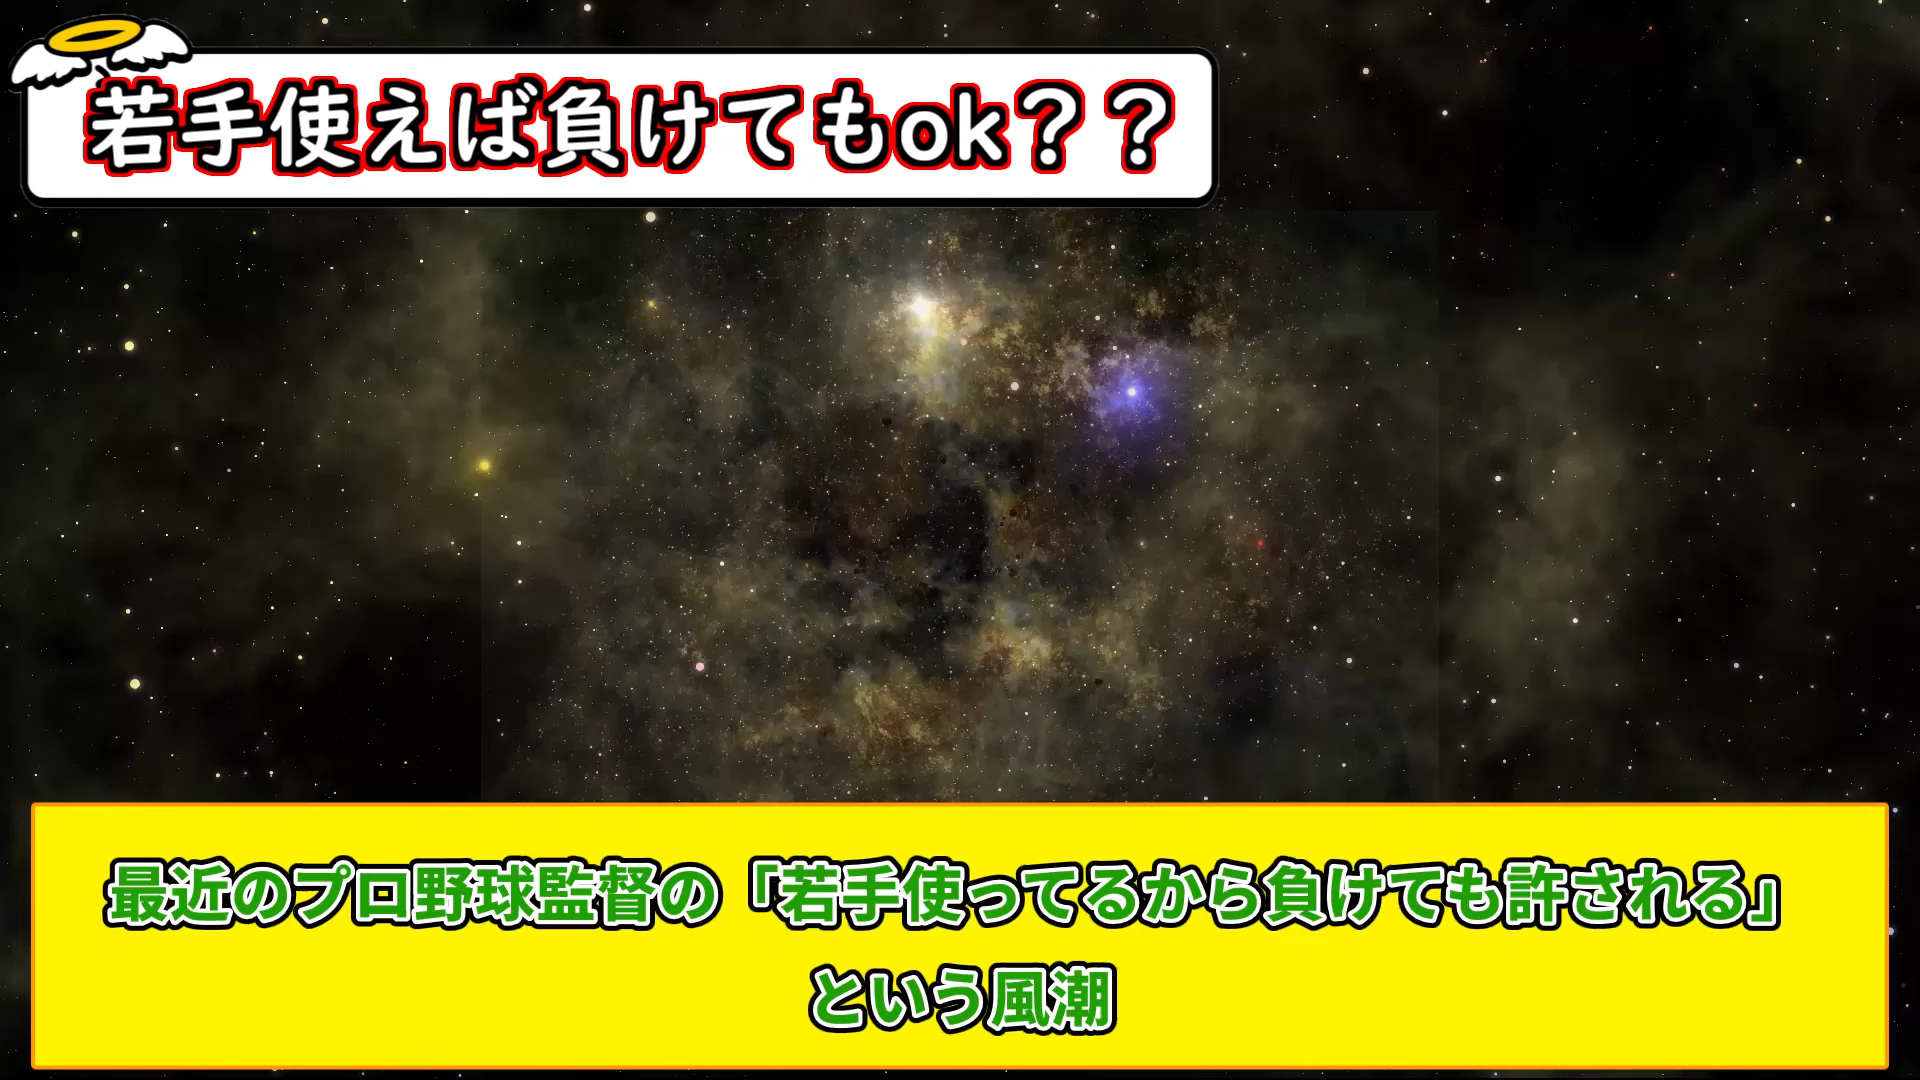 若手使えば負けてもok？？
最近のプロ野球監督の「若手使ってるから負けても許される」
という風潮